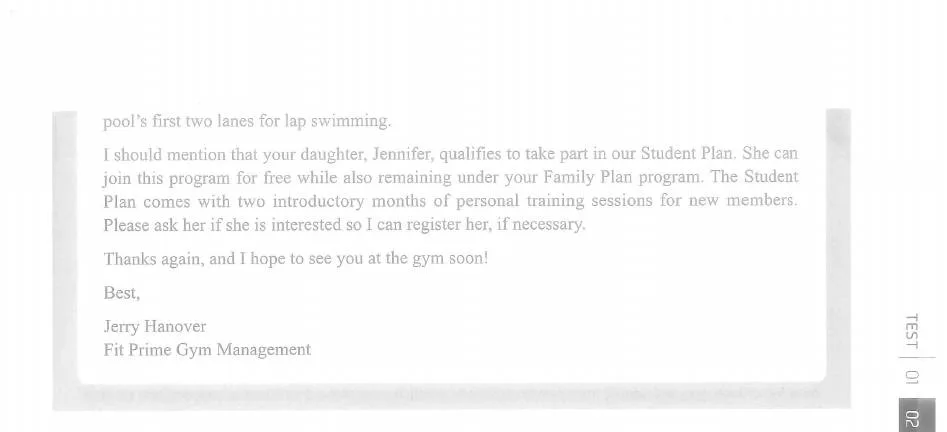 pool's first two lanes for lap swimming.
I should mention that your daughter, Jennifer, qualifies to take part in our Student Plan. She can
join this program for free while also remaining under your Family Plan program. The Student
Plan comes with two introductory months of personal training sessions for new members.
Please ask her if she is interested so I can register her, if necessary.
Thanks again, and I hope to see you at the gym soon!
Best,
Jerry Hanover
Fit Prime Gym Management
TEST
01
02